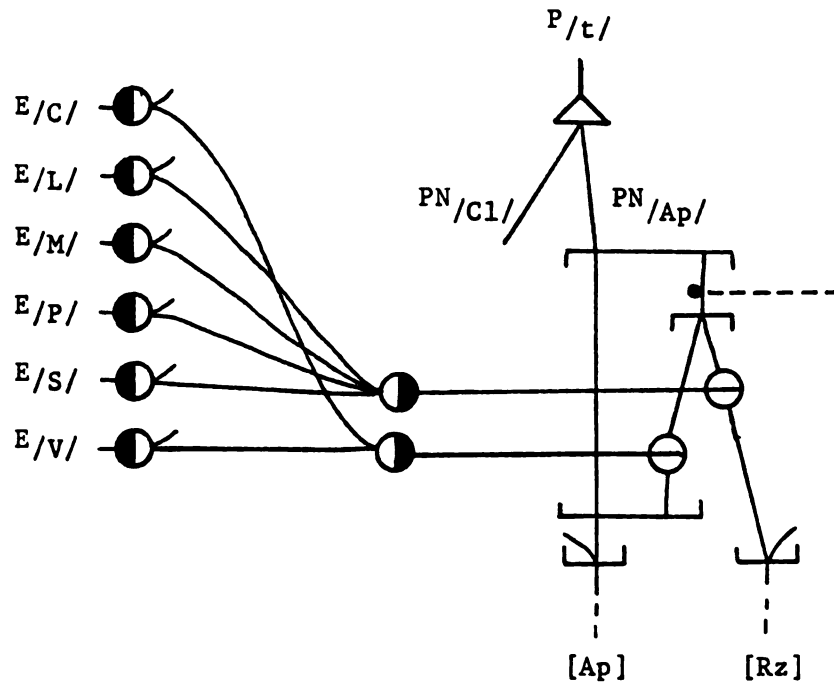 P/t/
E/C/
E/L/
E/M/
E/P/
E/S/
E/V/
PN/Cl/
PN/Ap/
[Ap]
[Rz]